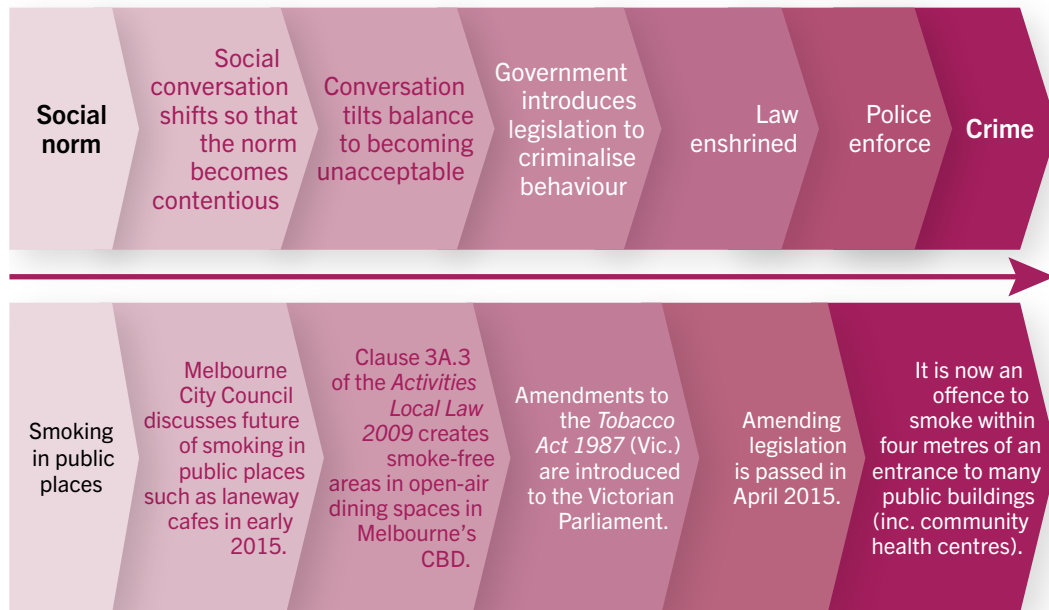 Social
norm
Social
conversation
shifts so that
the norm
becomes
contentious
Conversation
tilts balance
to becoming
unacceptable
Government
introduces
legislation to
criminalise
behaviour
Law
enshrined
Police
enforce
Crime
Smoking
in public
places
Melbourne
City Council
discusses future
of smoking in
public places
such as laneway
cafes in early
2015.
Clause 3A.3
of the Activities
Local Law
2009 creates
smoke-free
areas in open-air
dining spaces in
Melbourne’s
CBD.
Amendments to
the Tobacco
Act 1987 (Vic.)
are introduced
to the Victorian
Parliament.
Amending
legislation
is passed in
April 2015.
It is now an
offence to
smoke within
four metres of an
entrance to many
public buildings
(inc. community
health centres).